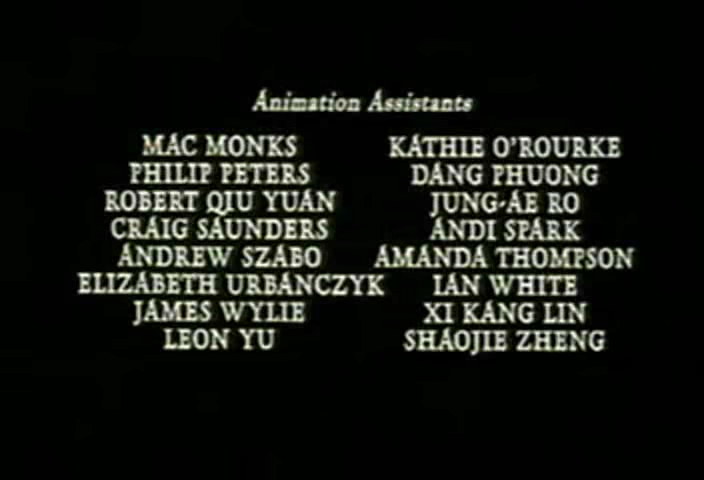 Animation Assistants
MAC MONKS KATHIE O'ROURKE
PHILIP PETERS DANG PHUONG
ROBERT QIU YUAN JUNG-AE RO
CRAIG SAUNDERS ANDI SPARK
ANDREW SZABO AMANDA THOMPSON
ELIZABETH URBANCZYK IAN WHITE
JAMES WYLIE XI KANG LIN
LEON YU SHAOJIE ZHENG